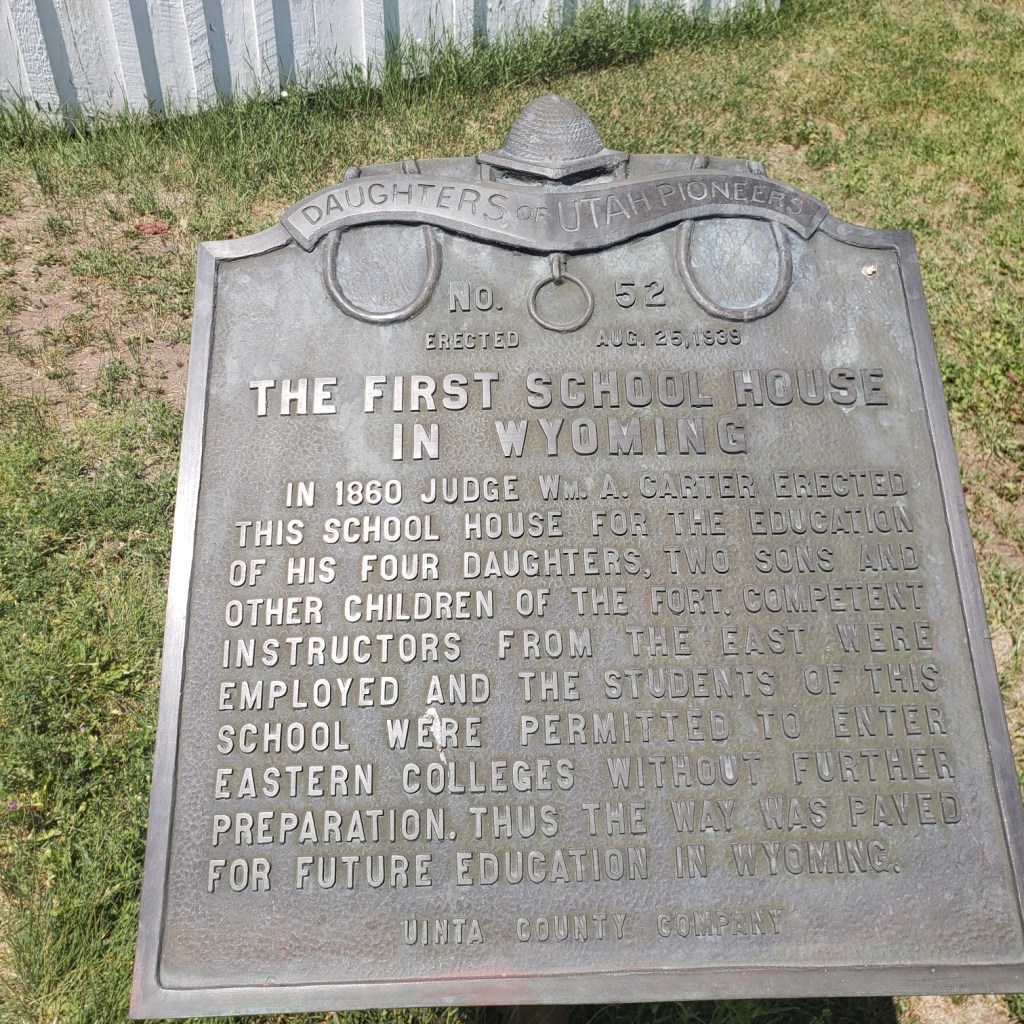 DAUGHTERS OF UTAH PIONEERS
No. 52
ERECTED AUG. 25, 1939
THE FIRST SCHOOL HOUSE
IN WYOMING
IN 1860 JUDGE WM. A. CARTER ERECTED
THIS SCHOOL HOUSE FOR THE EDUCATION
OF HIS FOUR DAUGHTERS, TWO SONS AND
OTHER CHILDREN OF THE FORT. COMPETENT
INSTRUCTORS FROM THE EAST WERE
EMPLOYED AND THE STUDENTS OF THIS
SCHOOL WERE PERMITTED TO ENTER
EASTERN COLLEGES WITHOUT FURTHER
PREPARATION. THUS THE WAY WAS PAVED
FOR FUTURE EDUCATION IN WYOMING.
UINTA COUNTY COMPANY